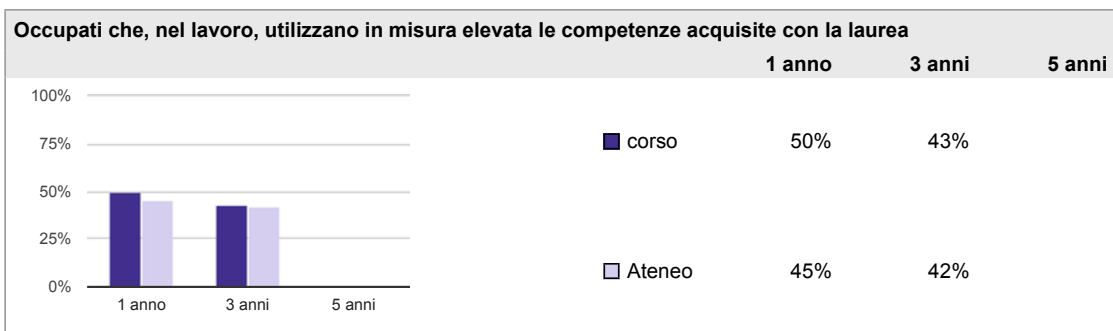 Occupati che, nel lavoro, utilizzano in misura elevata le competenze acquisite con la laurea
1 anno 3 anni 5 anni
100%
75%
50%
25%
0%
1 anno 3 anni 5 anni
corso 50% 43%
Ateneo 45% 42%